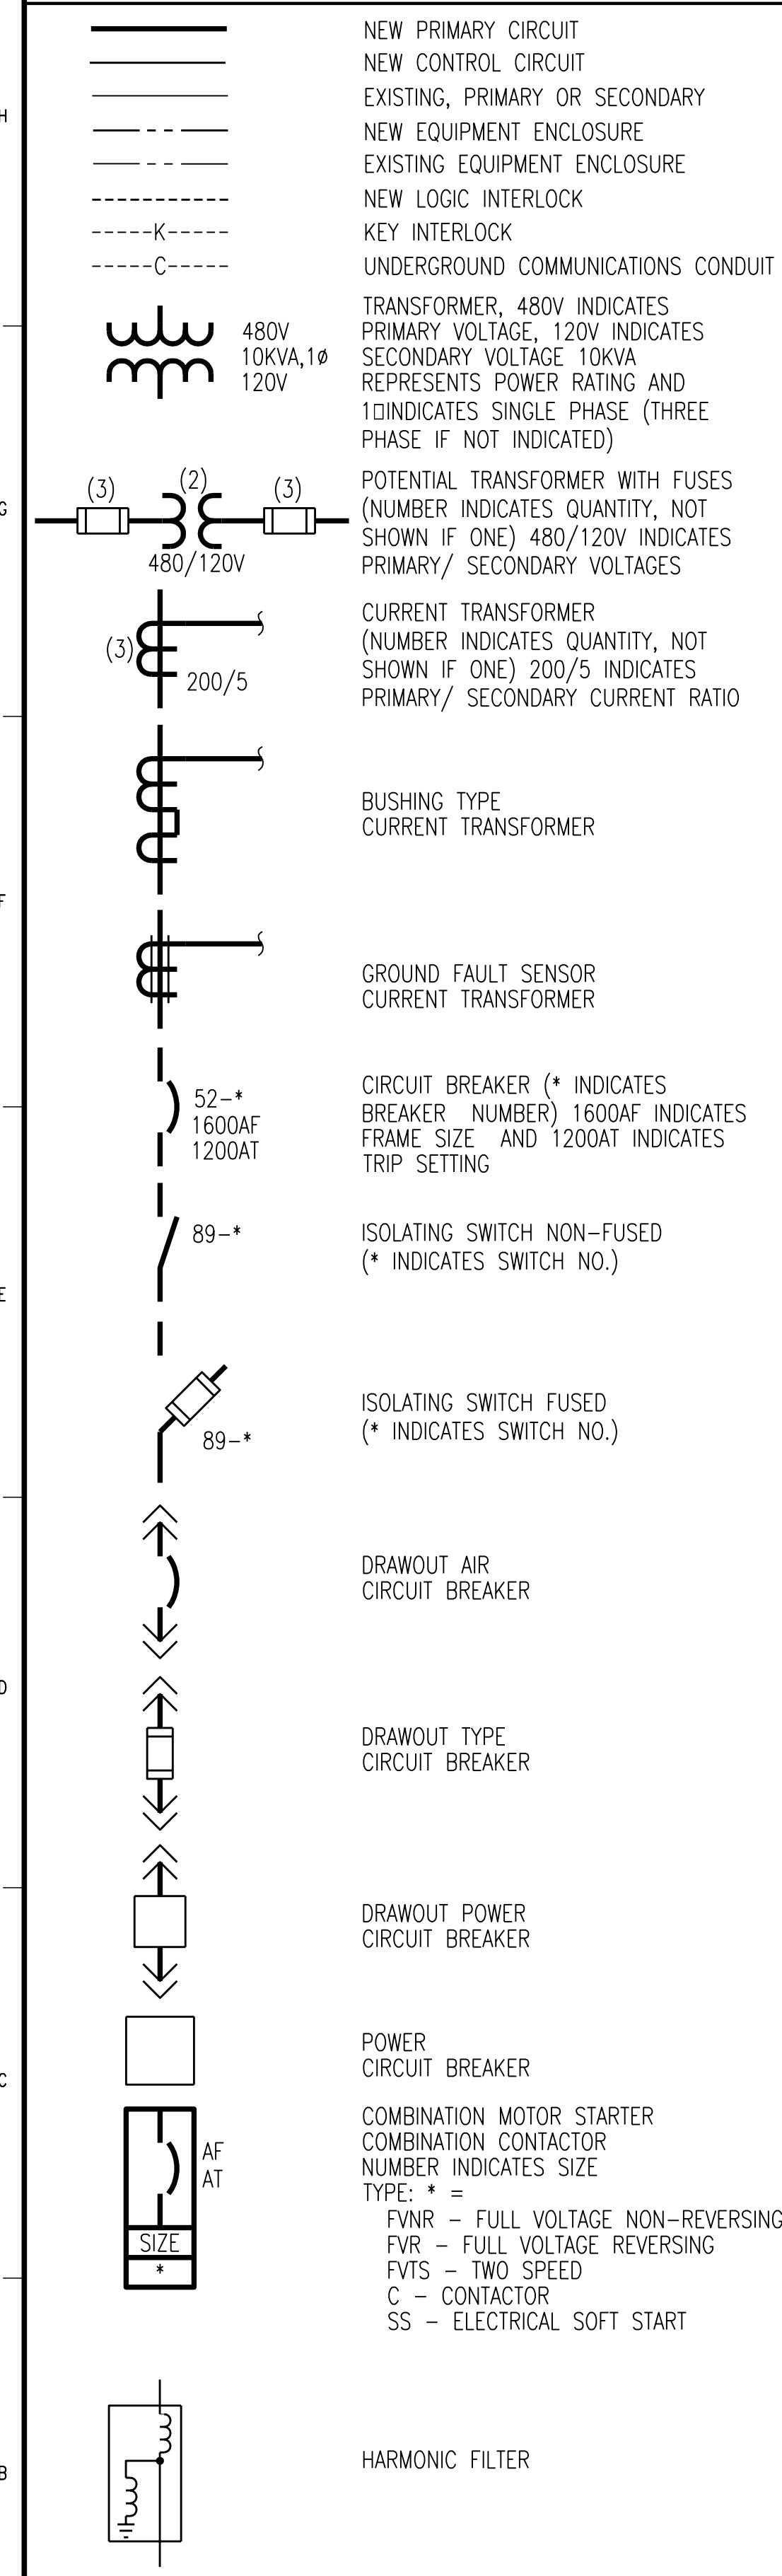 NEW PRIMARY CIRCUIT
NEW CONTROL CIRCUIT
H
EXISTING, PRIMARY OR SECONDARY
NEW EQUIPMENT ENCLOSURE
EXISTING EQUIPMENT ENCLOSURE
NEW LOGIC INTERLOCK
K
KEY INTERLOCK
C
UNDERGROUND COMMUNICATIONS CONDUIT
480V
10KVA,1ø
120V
TRANSFORMER, 480V INDICATES
PRIMARY VOLTAGE, 120V INDICATES
SECONDARY VOLTAGE 10KVA
REPRESENTS POWER RATING AND
1□INDICATES SINGLE PHASE (THREE
PHASE IF NOT INDICATED)
G
(3)
(2)
(3)
480/120V
POTENTIAL TRANSFORMER WITH FUSES
(NUMBER INDICATES QUANTITY, NOT
SHOWN IF ONE) 480/120V INDICATES
PRIMARY/ SECONDARY VOLTAGES
(3)
200/5
CURRENT TRANSFORMER
(NUMBER INDICATES QUANTITY, NOT
SHOWN IF ONE) 200/5 INDICATES
PRIMARY/ SECONDARY CURRENT RATIO
BUSHING TYPE
CURRENT TRANSFORMER
F
GROUND FAULT SENSOR
CURRENT TRANSFORMER
52-*
1600AF
1200AT
CIRCUIT BREAKER (* INDICATES
BREAKER NUMBER) 1600AF INDICATES
FRAME SIZE AND 1200AT INDICATES
TRIP SETTING
89-*
ISOLATING SWITCH NON-FUSED
(* INDICATES SWITCH NO.)
E
89-*
ISOLATING SWITCH FUSED
(* INDICATES SWITCH NO.)
DRAWOUT AIR
CIRCUIT BREAKER
D
DRAWOUT TYPE
CIRCUIT BREAKER
DRAWOUT POWER
CIRCUIT BREAKER
POWER
CIRCUIT BREAKER
C
AF
AT
SIZE
*
COMBINATION MOTOR STARTER
COMBINATION CONTACTOR
NUMBER INDICATES SIZE
TYPE: * =
FVNR - FULL VOLTAGE NON-REVERSING
FVR - FULL VOLTAGE REVERSING
FVTS - TWO SPEED
C - CONTACTOR
SS - ELECTRICAL SOFT START
HARMONIC FILTER
B